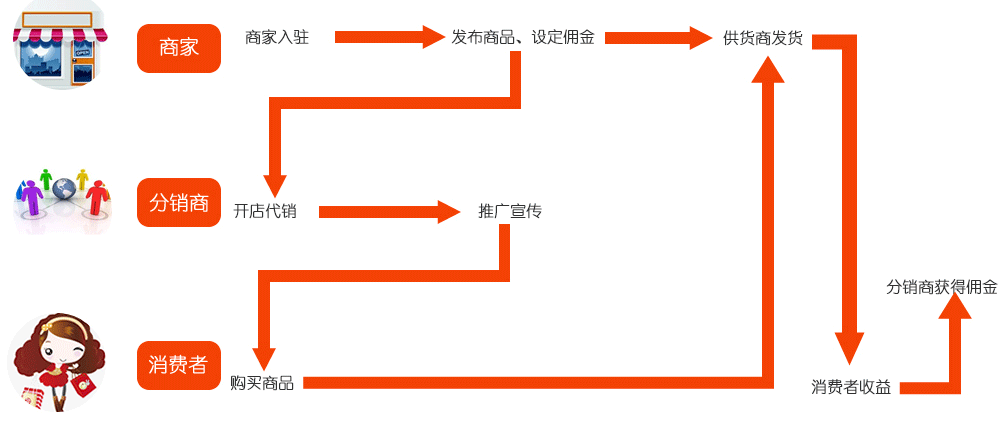 商家
商家入驻
发布商品、设定佣金
供货商发货
分销商
开店代销
推广宣传
分销商获得佣金
消费者
购买商品
消费者收益